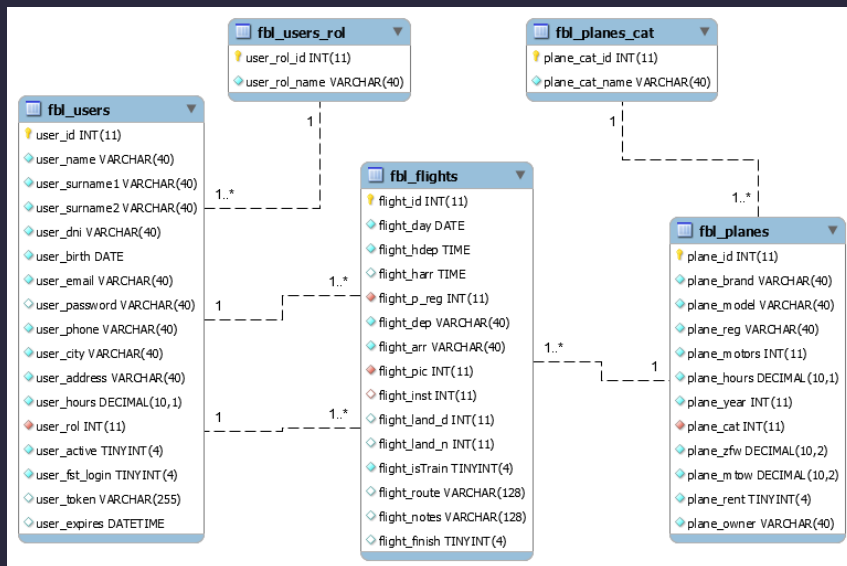 fbl_users_rol
user_rol_id INT(11)
user_rol_name VARCHAR(40)
fbl_planes_cat
plane_cat_id INT(11)
plane_cat_name VARCHAR(40)
fbl_users
user_id INT(11)
user_name VARCHAR(40)
user_surname1 VARCHAR(40)
user_surname2 VARCHAR(40)
user_dni VARCHAR(40)
user_birth DATE
user_email VARCHAR(40)
user_password VARCHAR(40)
user_phone VARCHAR(40)
user_city VARCHAR(40)
user_address VARCHAR(40)
user_hours DECIMAL(10,1)
user_rol INT(11)
user_active TINYINT(4)
user_fst_login TINYINT(4)
user_token VARCHAR(255)
user_expires DATETIME
1
1..*
1
1..*
1
1..*
fbl_flights
flight_id INT(11)
flight_day DATE
flight_hdep TIME
flight_harr TIME
flight_p_reg INT(11)
flight_dep VARCHAR(40)
flight_arr VARCHAR(40)
flight_pic INT(11)
flight_inst INT(11)
flight_land_d INT(11)
flight_land_n INT(11)
flight_isTrain TINYINT(4)
flight_route VARCHAR(128)
flight_notes VARCHAR(128)
flight_finish TINYINT(4)
1
1..*
1..*
1
fbl_planes
plane_id INT(11)
plane_brand VARCHAR(40)
plane_model VARCHAR(40)
plane_reg VARCHAR(40)
plane_motors INT(11)
plane_hours DECIMAL(10,1)
plane_year INT(11)
plane_cat INT(11)
plane_zfw DECIMAL(10,2)
plane_mtow DECIMAL(10,2)
plane_rent TINYINT(4)
plane_owner VARCHAR(40)